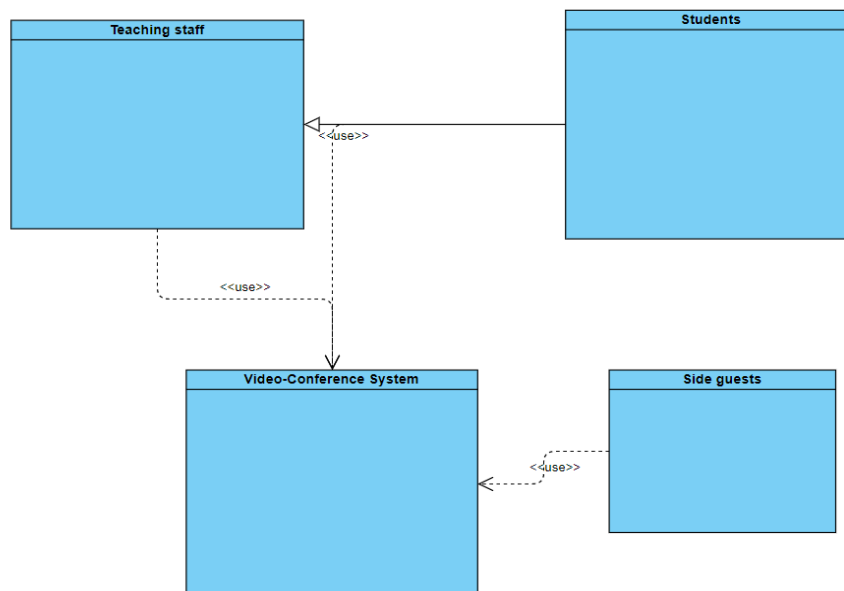 Teaching staff
Students
<<use>>
<<use>>
Video-Conference System
Side guests
<<use>>